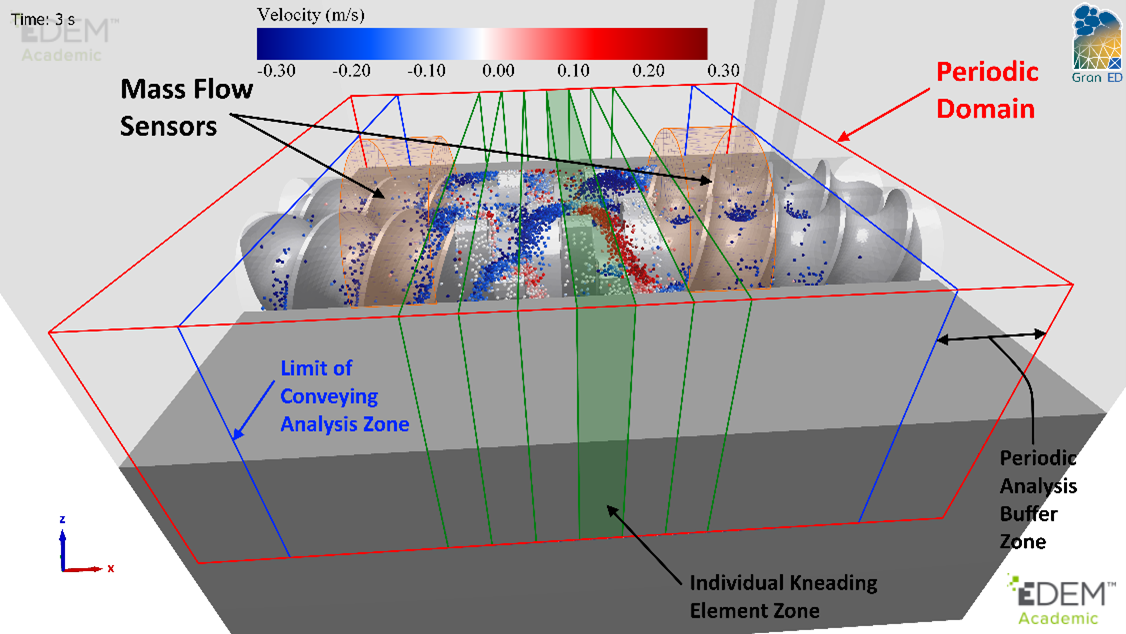 Time: 3 s
EDEM™
Academic
Velocity (m/s)
-0.30 -0.20 -0.10 0.00 0.10 0.20 0.30
Gran ED
Mass Flow
Sensors
Periodic
Domain
Limit of
Conveying
Analysis Zone
Periodic
Analysis
Buffer
Zone
Individual Kneading
Element Zone
z
x
EDEM™
Academic